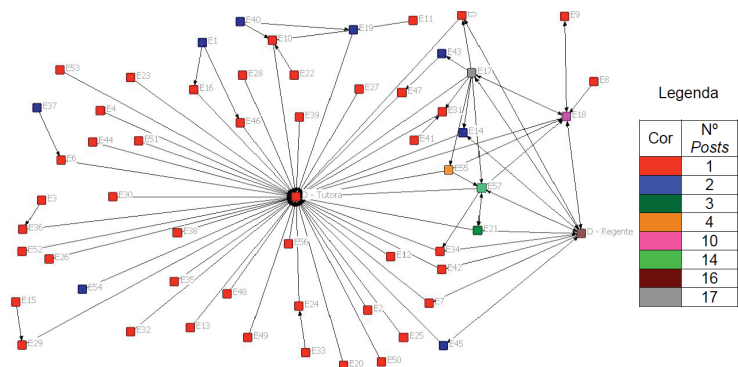 E5
E9
E40
E11
E19
E1
E10
E43
E53
E28
E22
E17
E23
E8
E16
E27
E47
Legenda
E37
E4
E39
E31
E18
E46
Cor
Nº Posts
E44
E51
E41
E14
E6
1
E55
2
E57
3
E3
E30
D - Tutora
4
E36
E38
E21
D - Regente
10
E52
E26
E56
E34
14
E12
E42
16
E35
17
E54
E48
E15
E24
E2
E7
E32
E13
E49
E25
E29
E45
E33
E20
E50